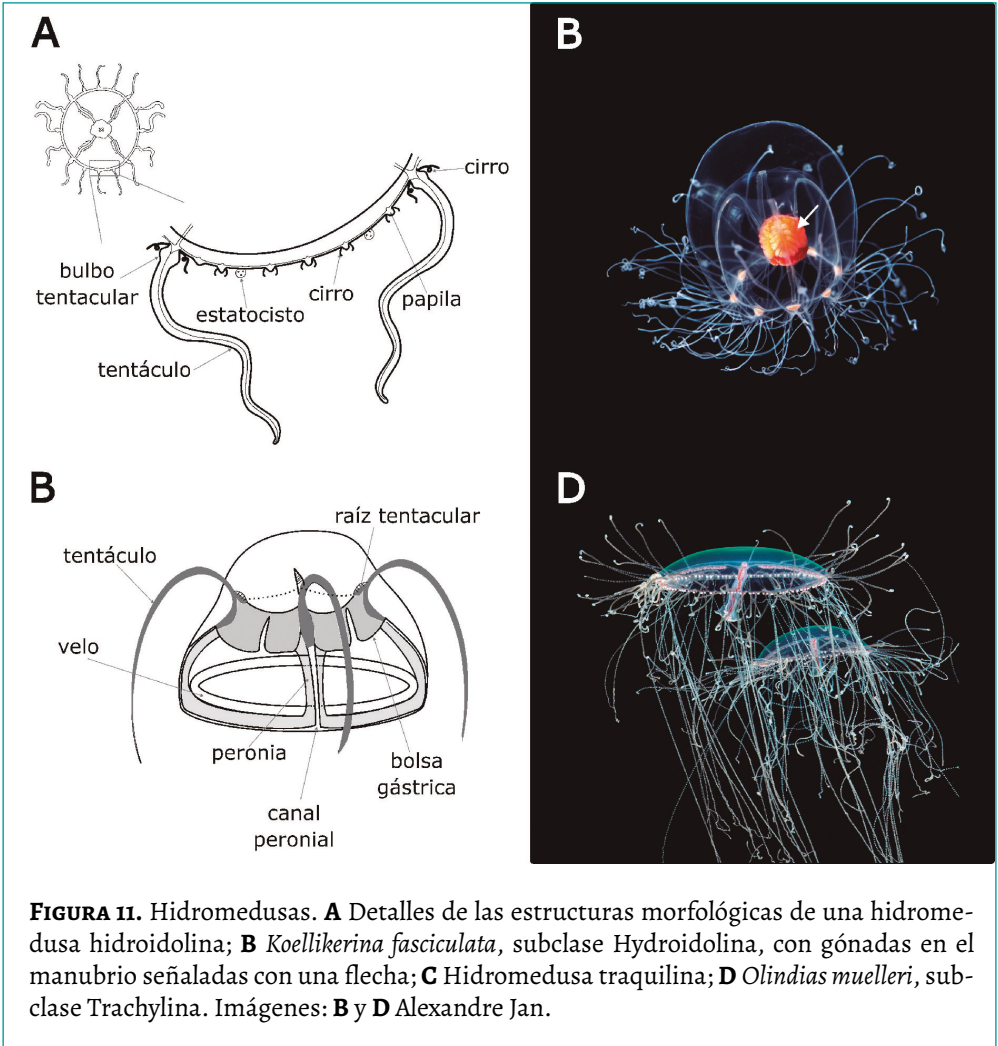 A
cirro
bulbo
tentacular
estatocisto
cirro
papila
tentáculo
B
B
raíz tentacular
tentáculo
velo
peronia
bolsa
gástrica
canal
peronial
D
FIGURA 11. Hidromedusas. A Detalles de las estructuras morfológicas de una hidrome-
dusa hidroidolina; B Koellikerina fasciculata, subclase Hydroidolina, con gónadas en el
manubrio señaladas con una flecha; C Hidromedusa traquilina; D Olindias muelleri, sub-
clase Trachylina. Imágenes: B y D Alexandre Jan.